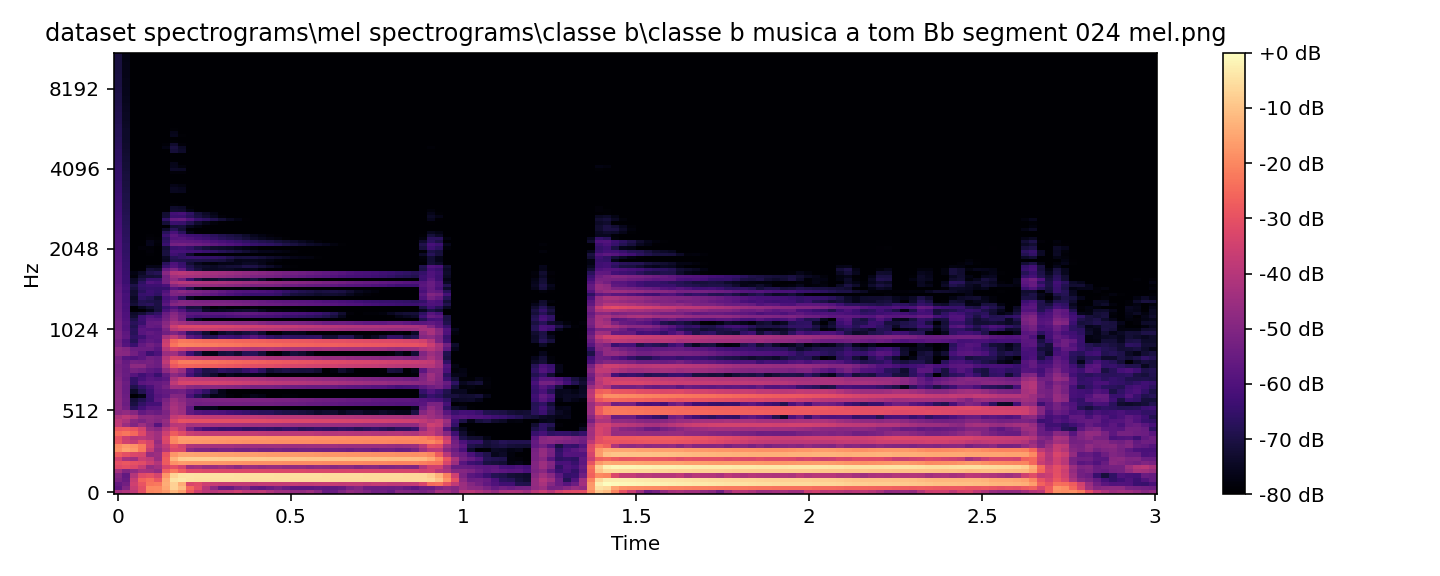 dataset spectrograms\mel spectrograms\classe b\classe b musica a tom Bb segment 024 mel.png
+0 dB
8192
-10 dB
4096
-20 dB
-30 dB
2048
Hz
-40 dB
1024
-50 dB
-60 dB
512
-70 dB
0
-80 dB
0 0.5 1 1.5 2 2.5 3
Time